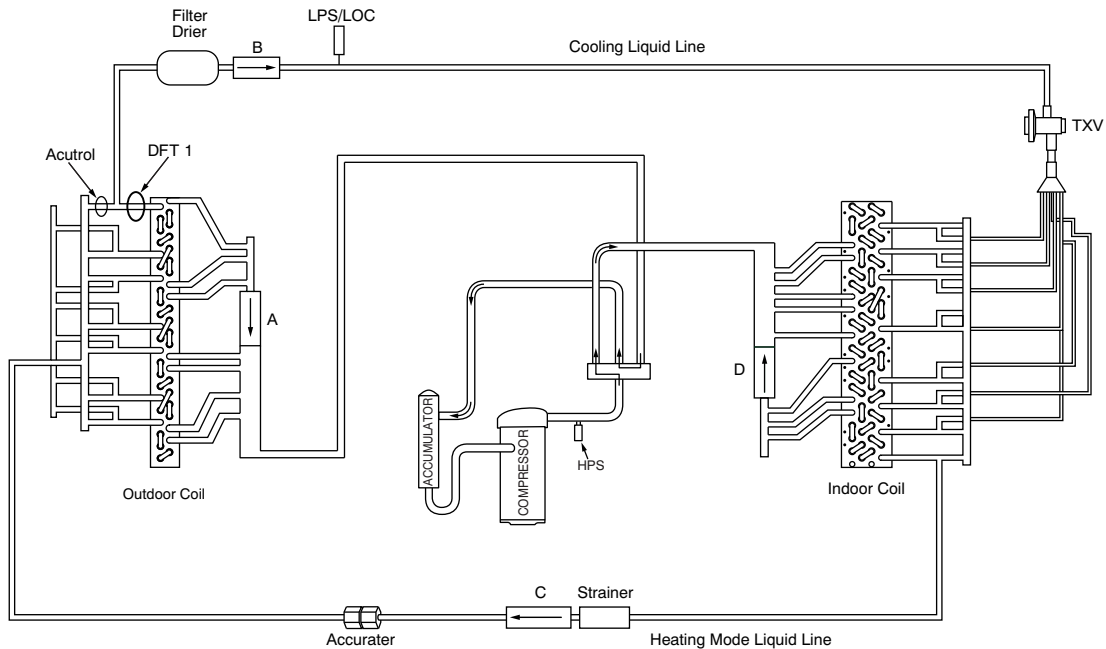 Filter
Drier
LPS/LOC
B
Cooling Liquid Line
TXV
Acutrol
DFT 1
A
D
ACCUMULATOR
COMPRESSOR
HPS
Outdoor Coil
Indoor Coil
C
Strainer
Accurater
Heating Mode Liquid Line